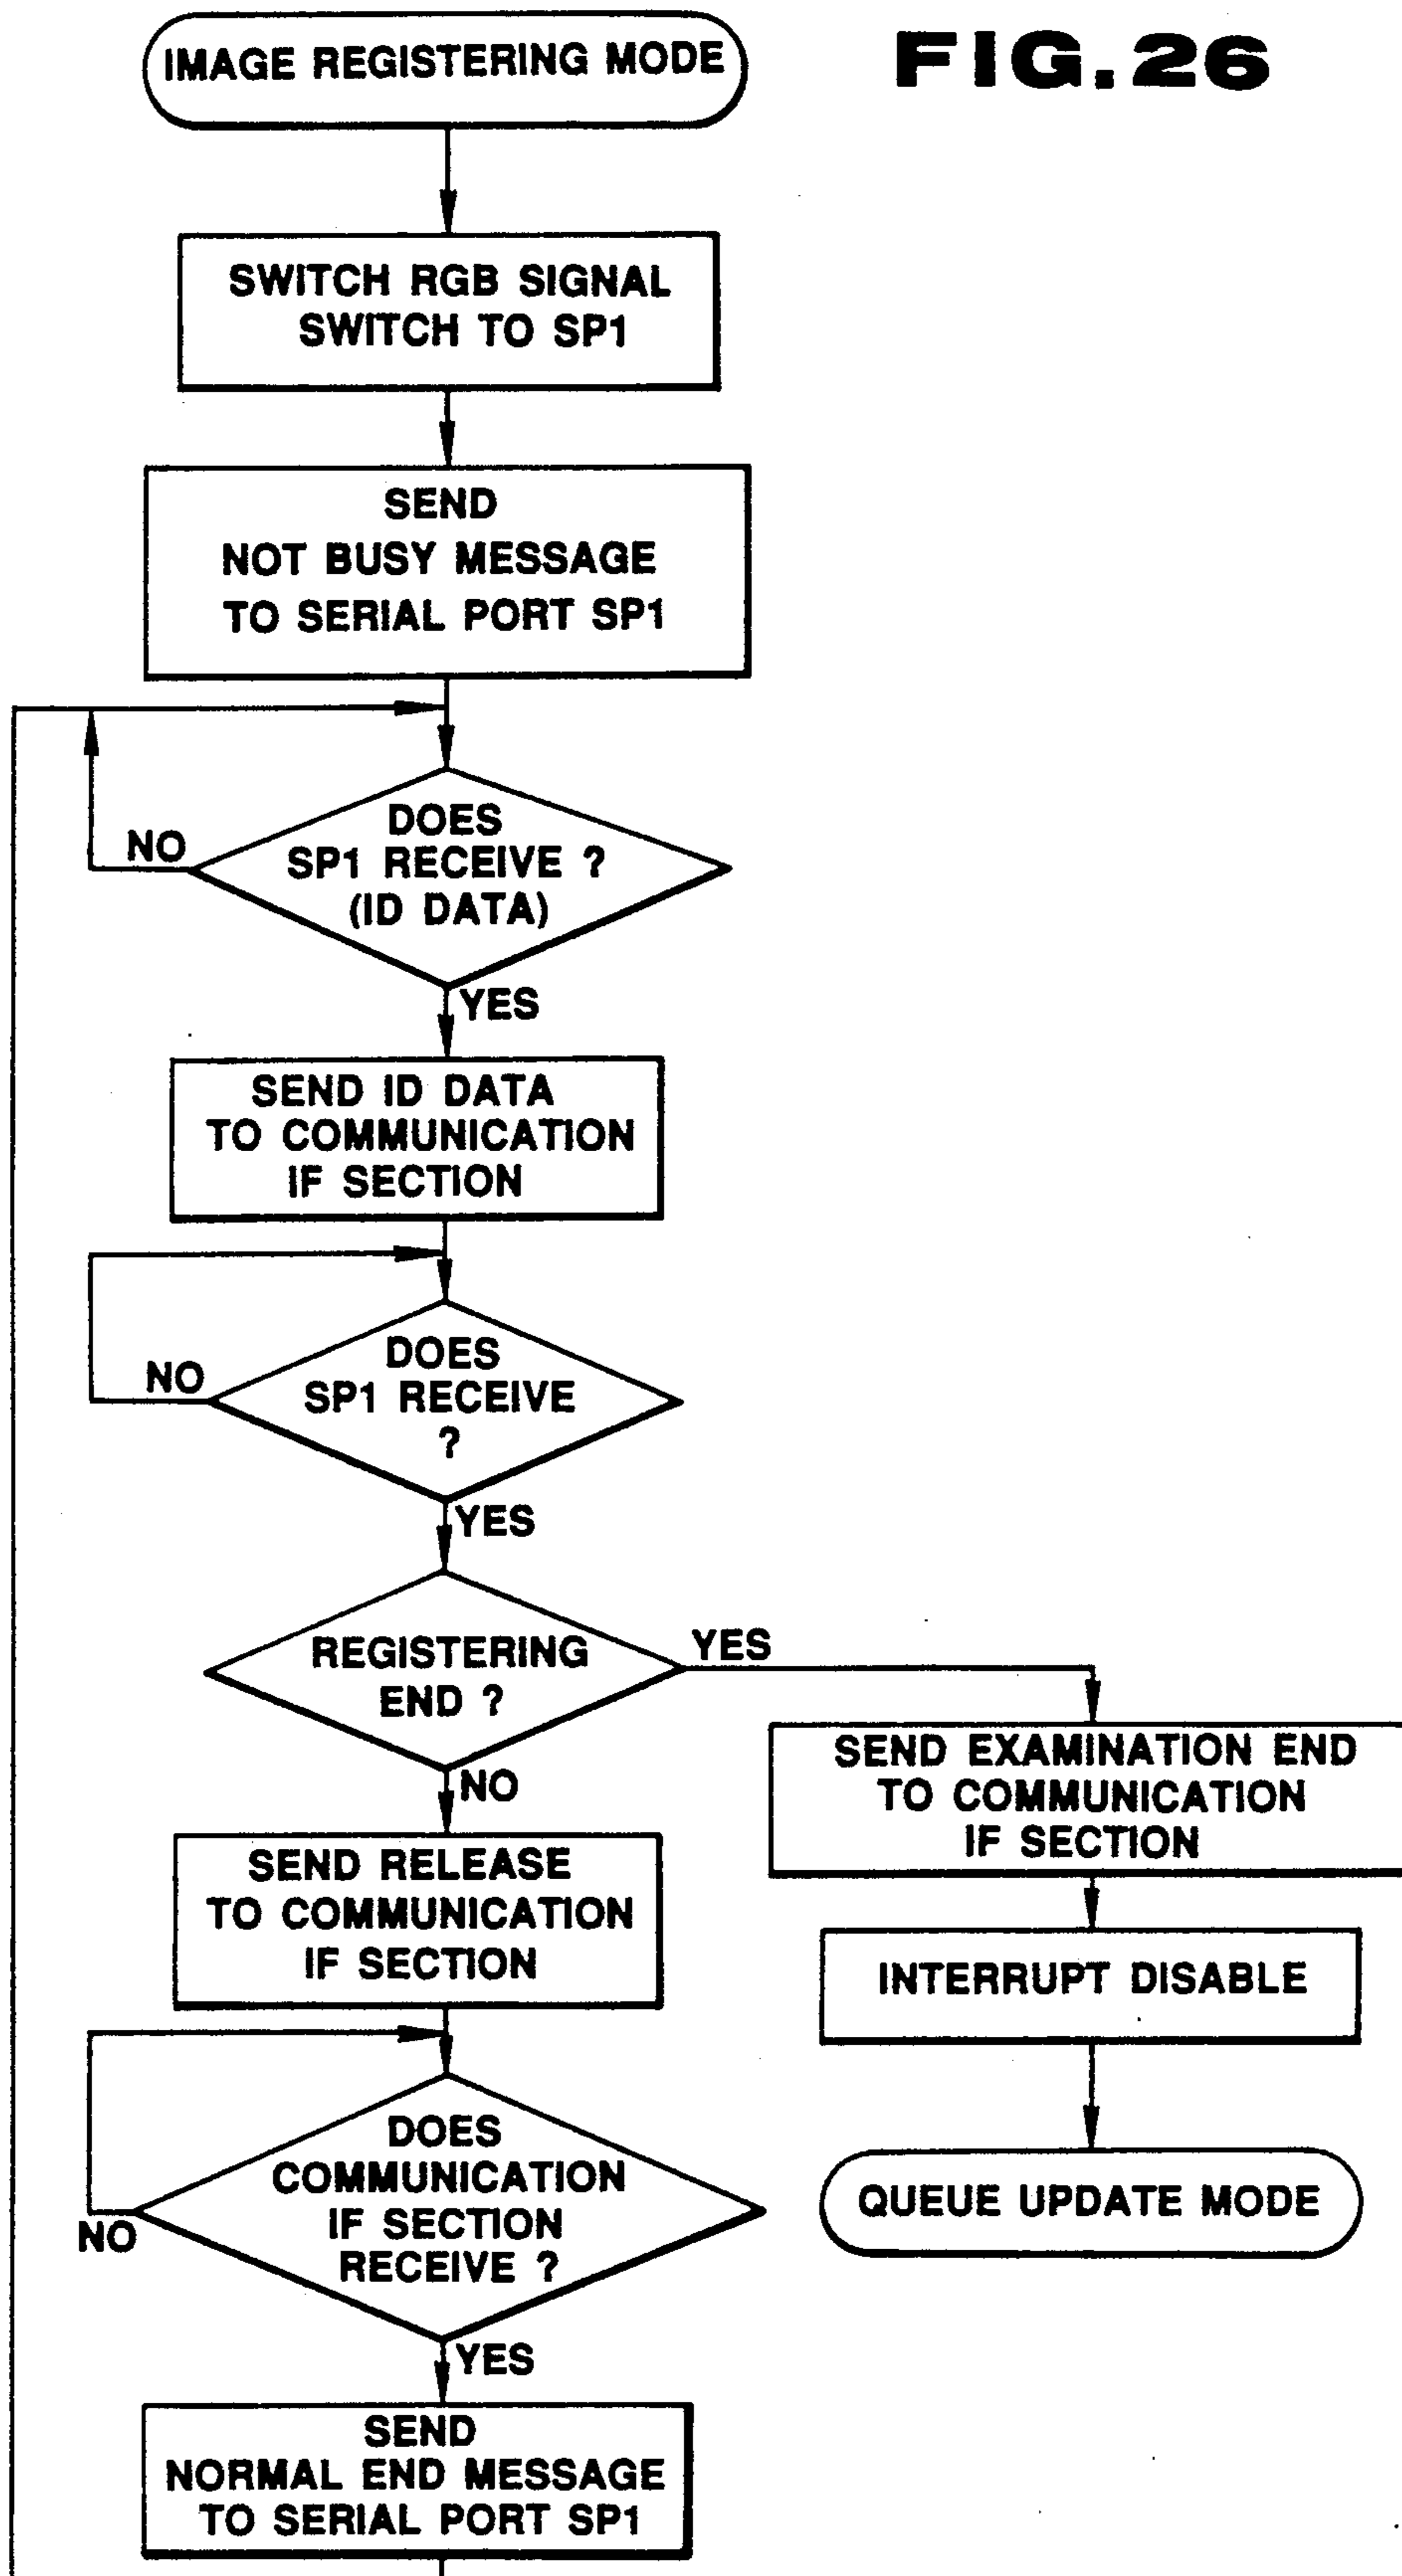 IMAGE REGISTERING MODE
FIG. 26
SWITCH RGB SIGNAL
SWITCH TO SP1
SEND
NOT BUSY MESSAGE
TO SERIAL PORT SP1
DOES
SP1 RECEIVE ?
(ID DATA)
NO
YES
SEND ID DATA
TO COMMUNICATION
IF SECTION
DOES
SP1 RECEIVE
?
NO
YES
REGISTERING
END ?
YES
NO
SEND EXAMINATION END
TO COMMUNICATION
IF SECTION
SEND RELEASE
TO COMMUNICATION
IF SECTION
INTERRUPT DISABLE
DOES
COMMUNICATION
IF SECTION
RECEIVE ?
NO
YES
QUEUE UPDATE MODE
SEND
NORMAL END MESSAGE
TO SERIAL PORT SP1